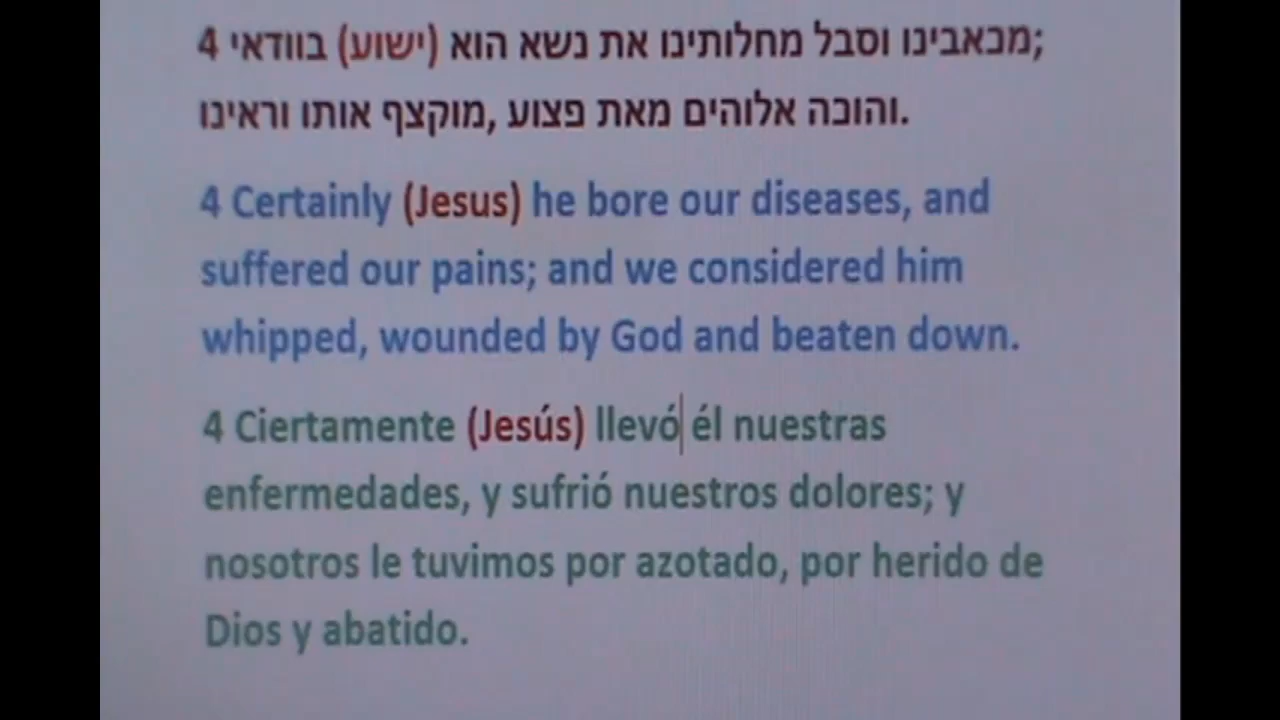 4 בוודאי (ישוע) הוא נשא את מחלותינו וסבל מכאבינו;
וראינו אותו מוקצף, פצוע מאת אלוהים והוכה.
4 Certainly (Jesus) he bore our diseases, and
suffered our pains; and we considered him
whipped, wounded by God and beaten down.
4 Ciertamente (Jesús) llevó él nuestras
enfermedades, y sufrió nuestros dolores; y
nosotros le tuvimos por azotado, por herido de
Dios y abatido.